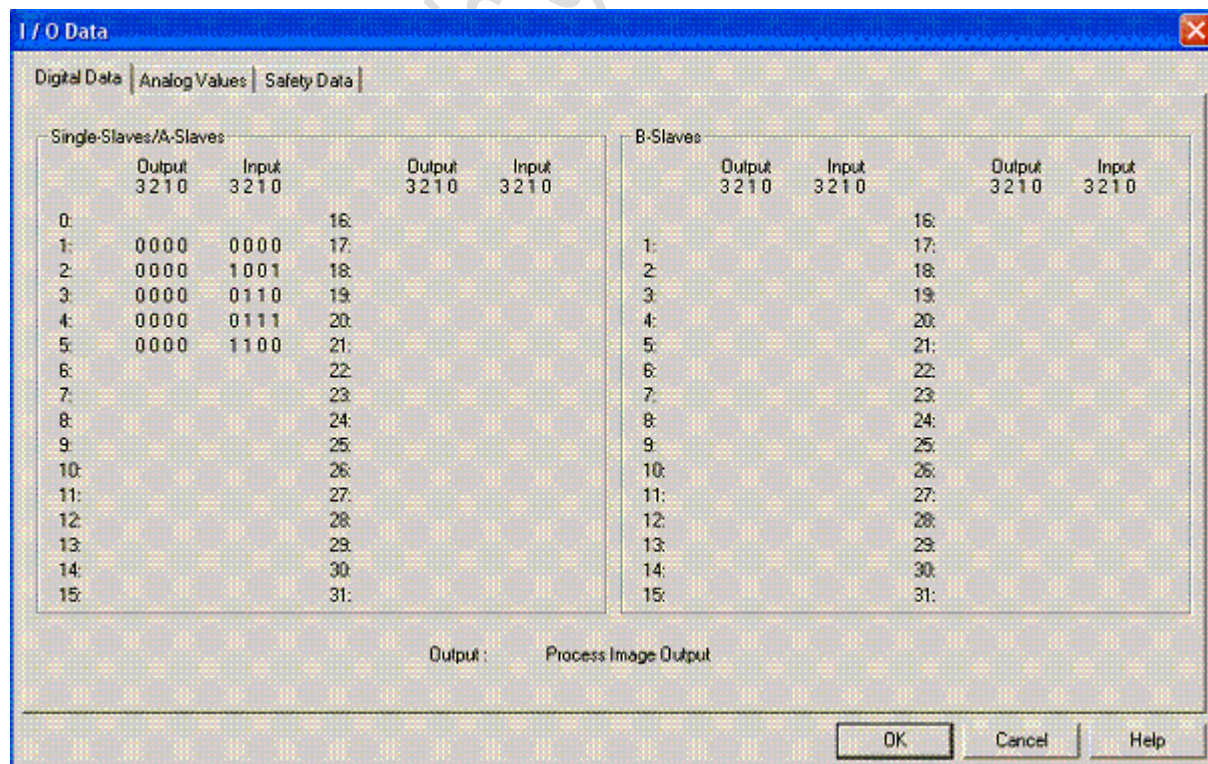 I / O Data
Digital Data Analog Values Safety Data
Single-Slaves/A-Slaves B-Slaves
Output Input Output Input Output Input Output Input
3 2 1 0 3 2 1 0 3 2 1 0 3 2 1 0 3 2 1 0 3 2 1 0 3 2 1 0 3 2 1 0
0: 16: 16:
1: 0 0 0 0 0 0 0 0 17: 1: 17:
2: 0 0 0 0 1 0 0 1 18: 2: 18:
3: 0 0 0 0 0 1 1 0 19: 3: 19:
4: 0 0 0 0 0 1 1 1 20: 4: 20:
5: 0 0 0 0 1 1 0 0 21: 5: 21:
6: 22: 6: 22:
7: 23: 7: 23:
8: 24: 8: 24:
9: 25: 9: 25:
10: 26: 10: 26:
11: 27: 11: 27:
12: 28: 12: 28:
13: 29: 13: 29:
14: 30: 14: 30:
15: 31: 15: 31:
Output : Process Image Output
OK Cancel Help